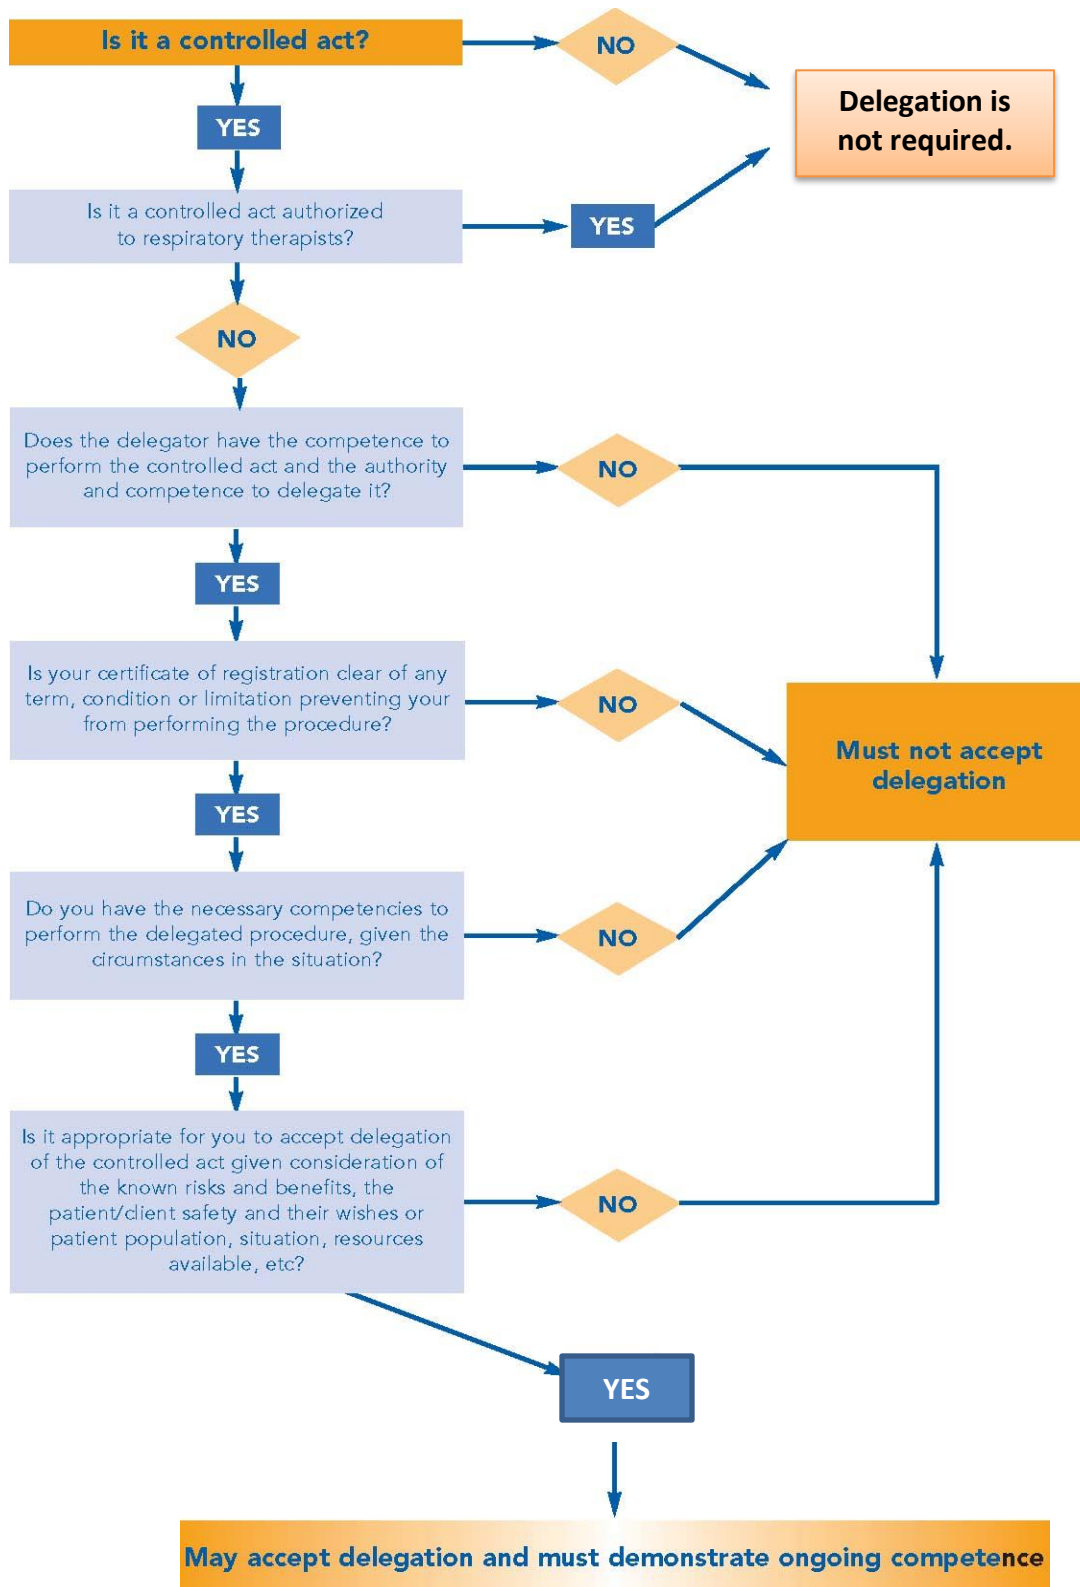 Is it a controlled act?
NO
Delegation is
not required.
YES
Is it a controlled act authorized
to respiratory therapists?
YES
NO
Does the delegator have the competence to
perform the controlled act and the authority
and competence to delegate it?
NO
YES
Is your certificate of registration clear of any
term, condition or limitation preventing your
from performing the procedure?
NO
Must not accept
delegation
YES
Do you have the necessary competencies to
perform the delegated procedure, given the
circumstances in the situation?
NO
YES
Is it appropriate for you to accept delegation
of the controlled act given consideration of
the known risks and benefits, the
patient/client safety and their wishes or
patient population, situation, resources
available, etc?
NO
YES
May accept delegation and must demonstrate ongoing competence